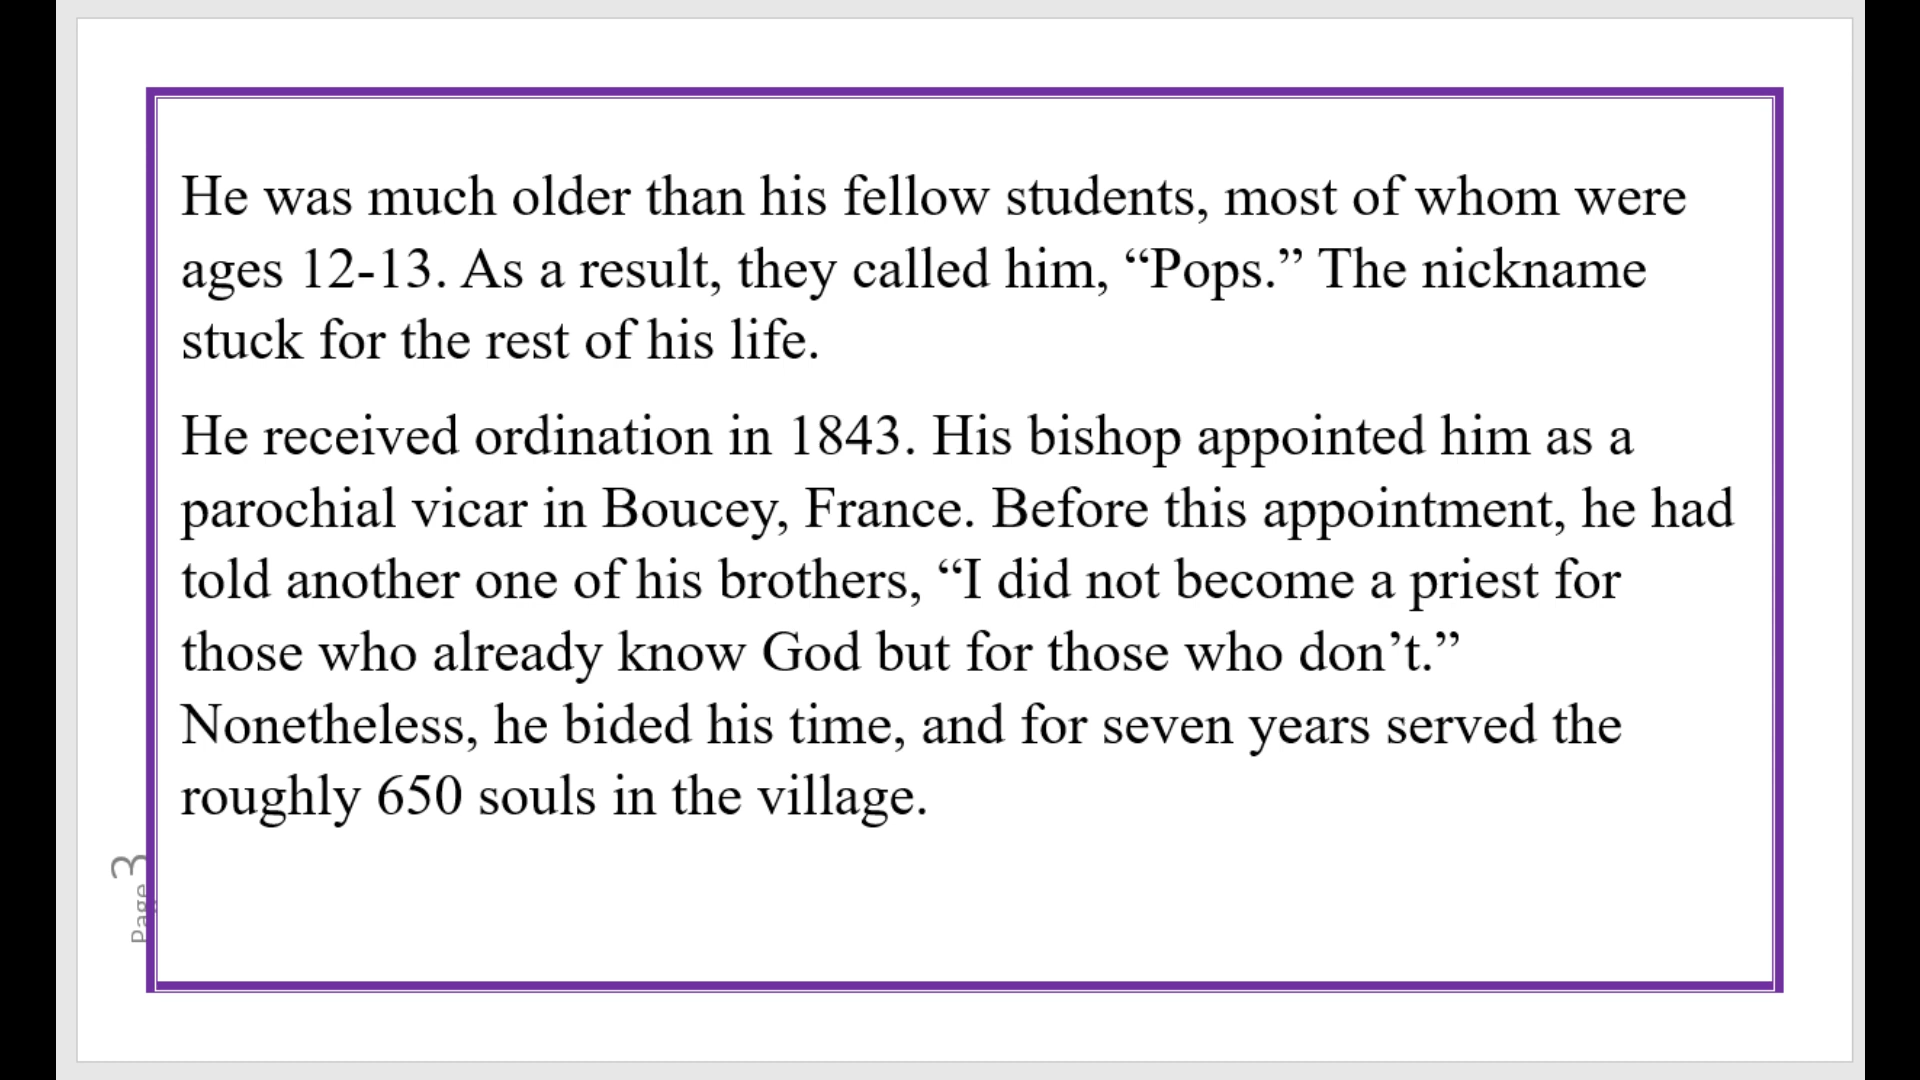 He was much older than his fellow students, most of whom were
ages 12-13. As a result, they called him, “Pops.” The nickname
stuck for the rest of his life.
He received ordination in 1843. His bishop appointed him as a
parochial vicar in Boucey, France. Before this appointment, he had
told another one of his brothers, “I did not become a priest for
those who already know God but for those who don’t.”
Nonetheless, he bided his time, and for seven years served the
roughly 650 souls in the village.
Page 3